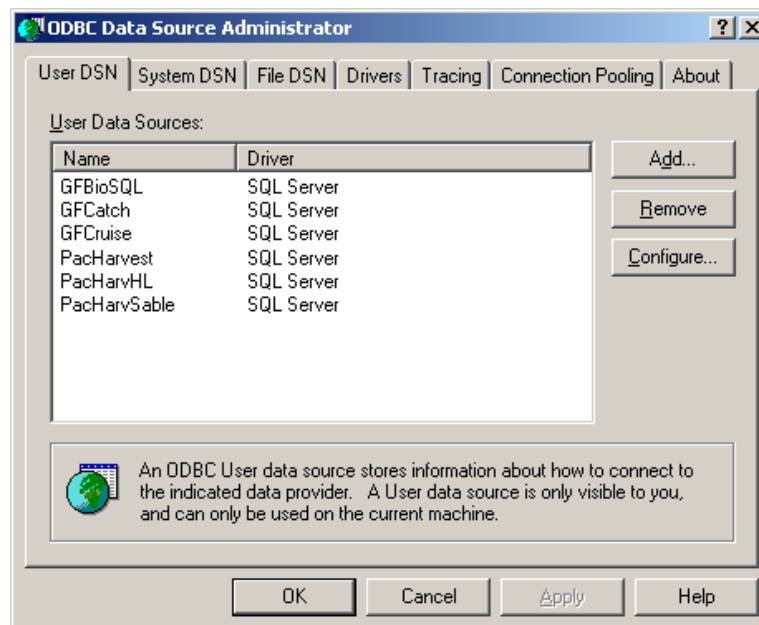 ODBC Data Source Administrator
User DSN System DSN File DSN Drivers Tracing Connection Pooling About
User Data Sources:
Name Driver
GFBioSQL SQL Server
GFCatch SQL Server
GFCruise SQL Server
PacHarvest SQL Server
PacHarvHL SQL Server
PacHarvSable SQL Server
Add...
Remove
Configure...
An ODBC User data source stores information about how to connect to
the indicated data provider. A User data source is only visible to you,
and can only be used on the current machine.
OK Cancel Apply Help